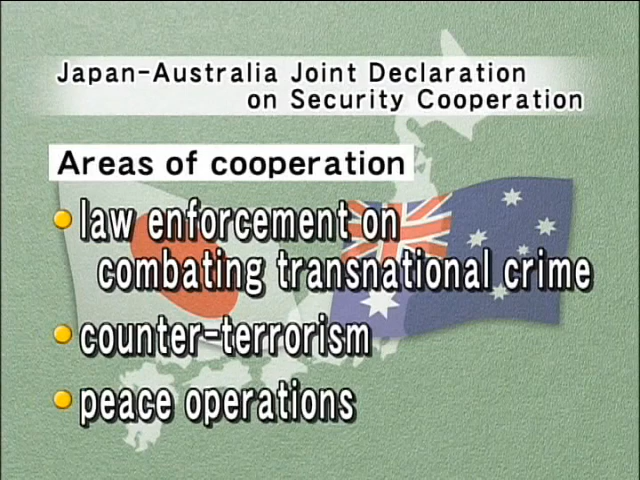 Japan-Australia Joint Declaration
on Security Cooperation
Areas of cooperation
law enforcement on
combating transnational crime
counter-terrorism
peace operations